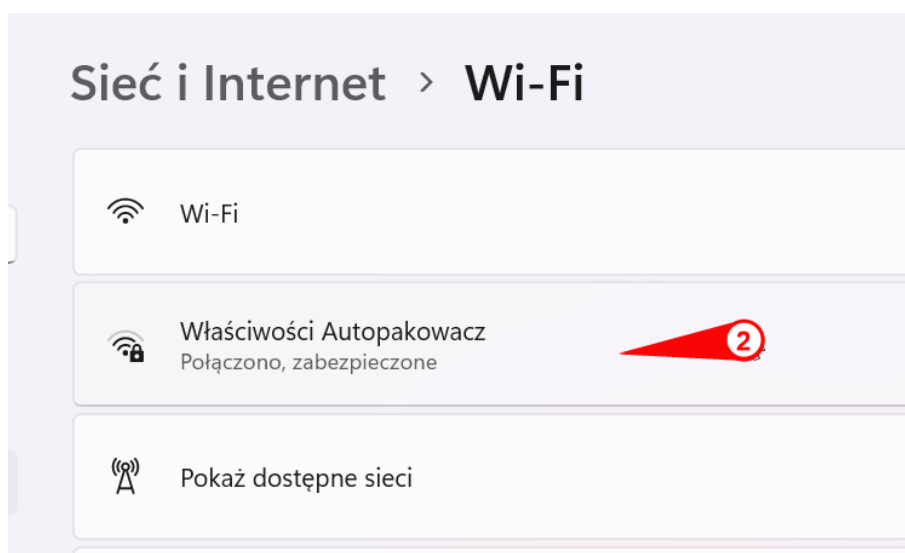 Sieć i Internet > Wi-Fi
Wi-Fi
Właściwości Autopakowacz
2
Połączono, zabezpieczone
Pokaż dostępne sieci